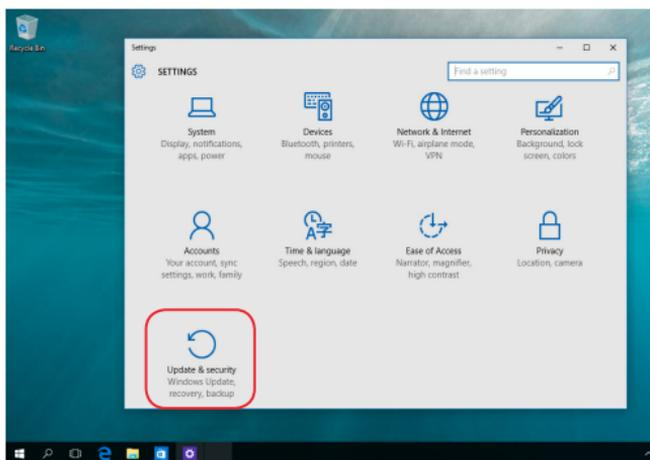 Recycle Bin
Settings
SETTINGS
Find a setting
System
Display, notifications,
apps, power
Devices
Bluetooth, printers,
mouse
Network & Internet
Wi-Fi, airplane mode,
VPN
Personalization
Background, lock
screen, colors
Accounts
Your account, sync
settings, work, family
Time & language
Speech, region, date
Ease of Access
Narrator, magnifier,
high contrast
Privacy
Location, camera
Update & security
Windows Update,
recovery, backup